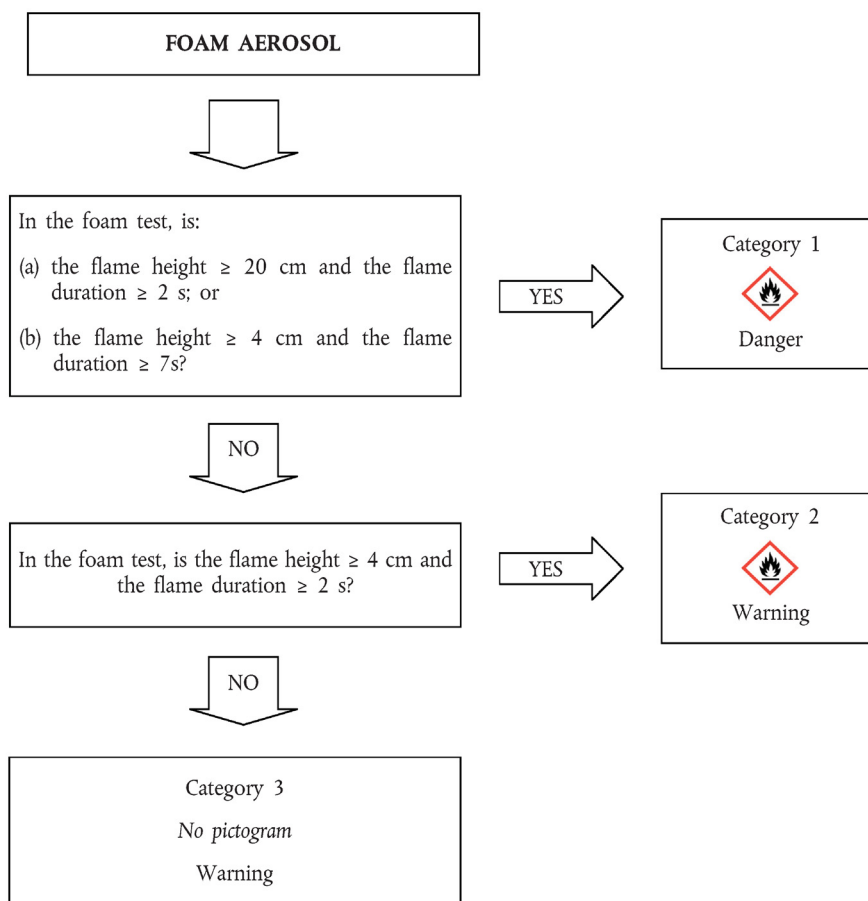 FOAM AEROSOL
In the foam test, is:
(a) the flame height ≥ 20 cm and the flame
duration ≥ 2 s; or
(b) the flame height ≥ 4 cm and the flame
duration ≥ 7s?
YES
Category 1
Danger
NO
In the foam test, is the flame height ≥ 4 cm and
the flame duration ≥ 2 s?
YES
Category 2
Warning
NO
Category 3
No pictogram
Warning